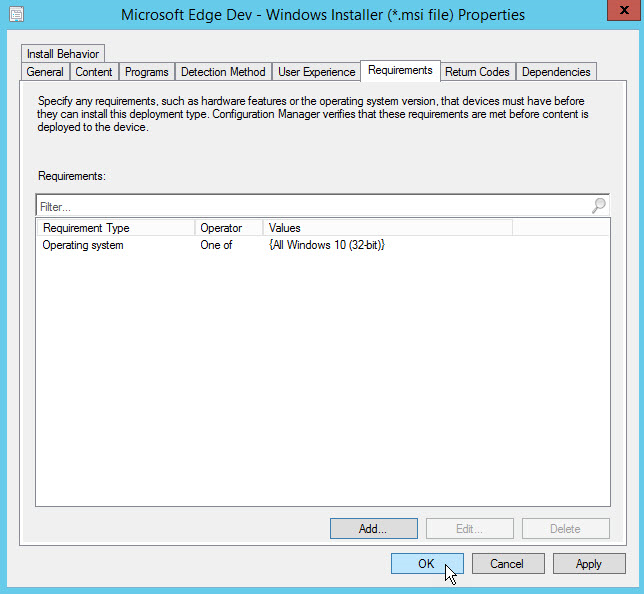 Microsoft Edge Dev - Windows Installer (*.msi file) Properties
x
Install Behavior
General Content Programs Detection Method User Experience Requirements Return Codes Dependencies
Specify any requirements, such as hardware features or the operating system version, that devices must have before
they can install this deployment type. Configuration Manager verifies that these requirements are met before content is
deployed to the device.
Requirements:
Filter...
Requirement Type Operator Values
Operating system One of {All Windows 10 (32-bit)}
Add... Edit... Delete
OK Cancel Apply